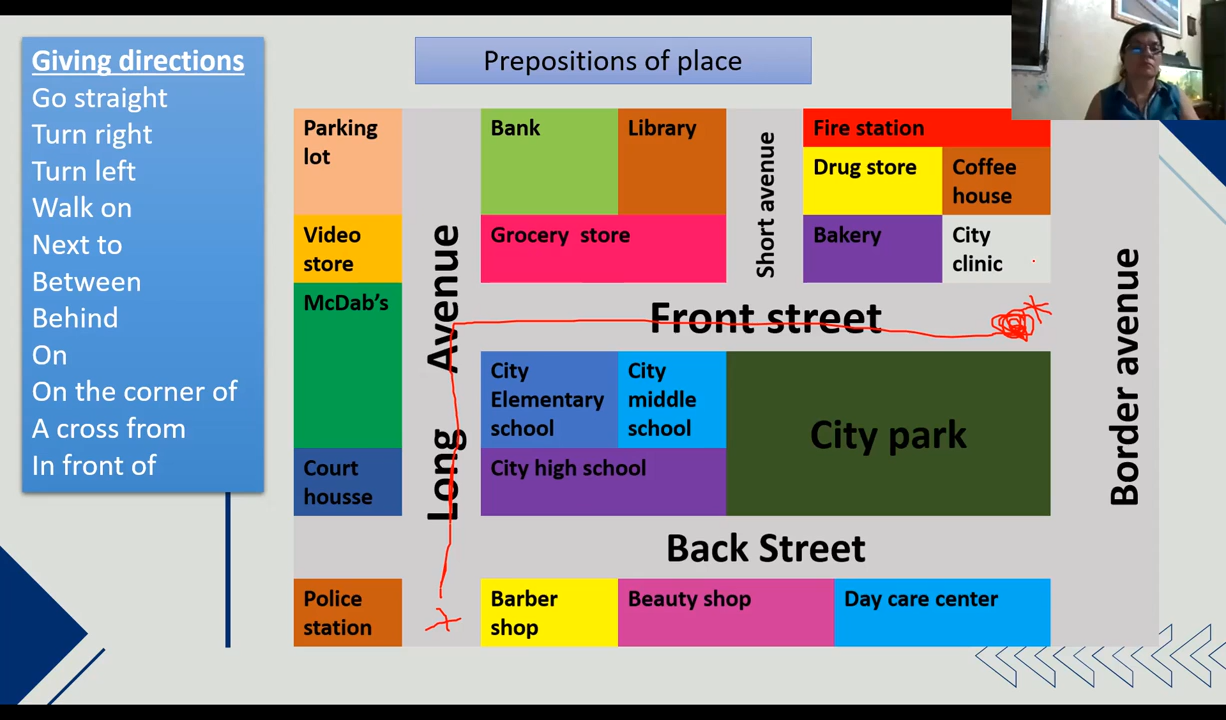 Giving directions
Go straight
Turn right
Turn left
Walk on
Next to
Between
Behind
On
On the corner of
A cross from
In front of
Prepositions of place
Parking
lot
Bank
Library
Short avenue
Fire station
Drug store
Coffee
house
Video
store
Grocery store
Bakery
City
clinic
McDab's
Long Avenue
Front street
Border avenue
City
Elementary
school
City
middle
school
City park
Court
housse
City high school
Back Street
Police
station
Barber
shop
Beauty shop
Day care center